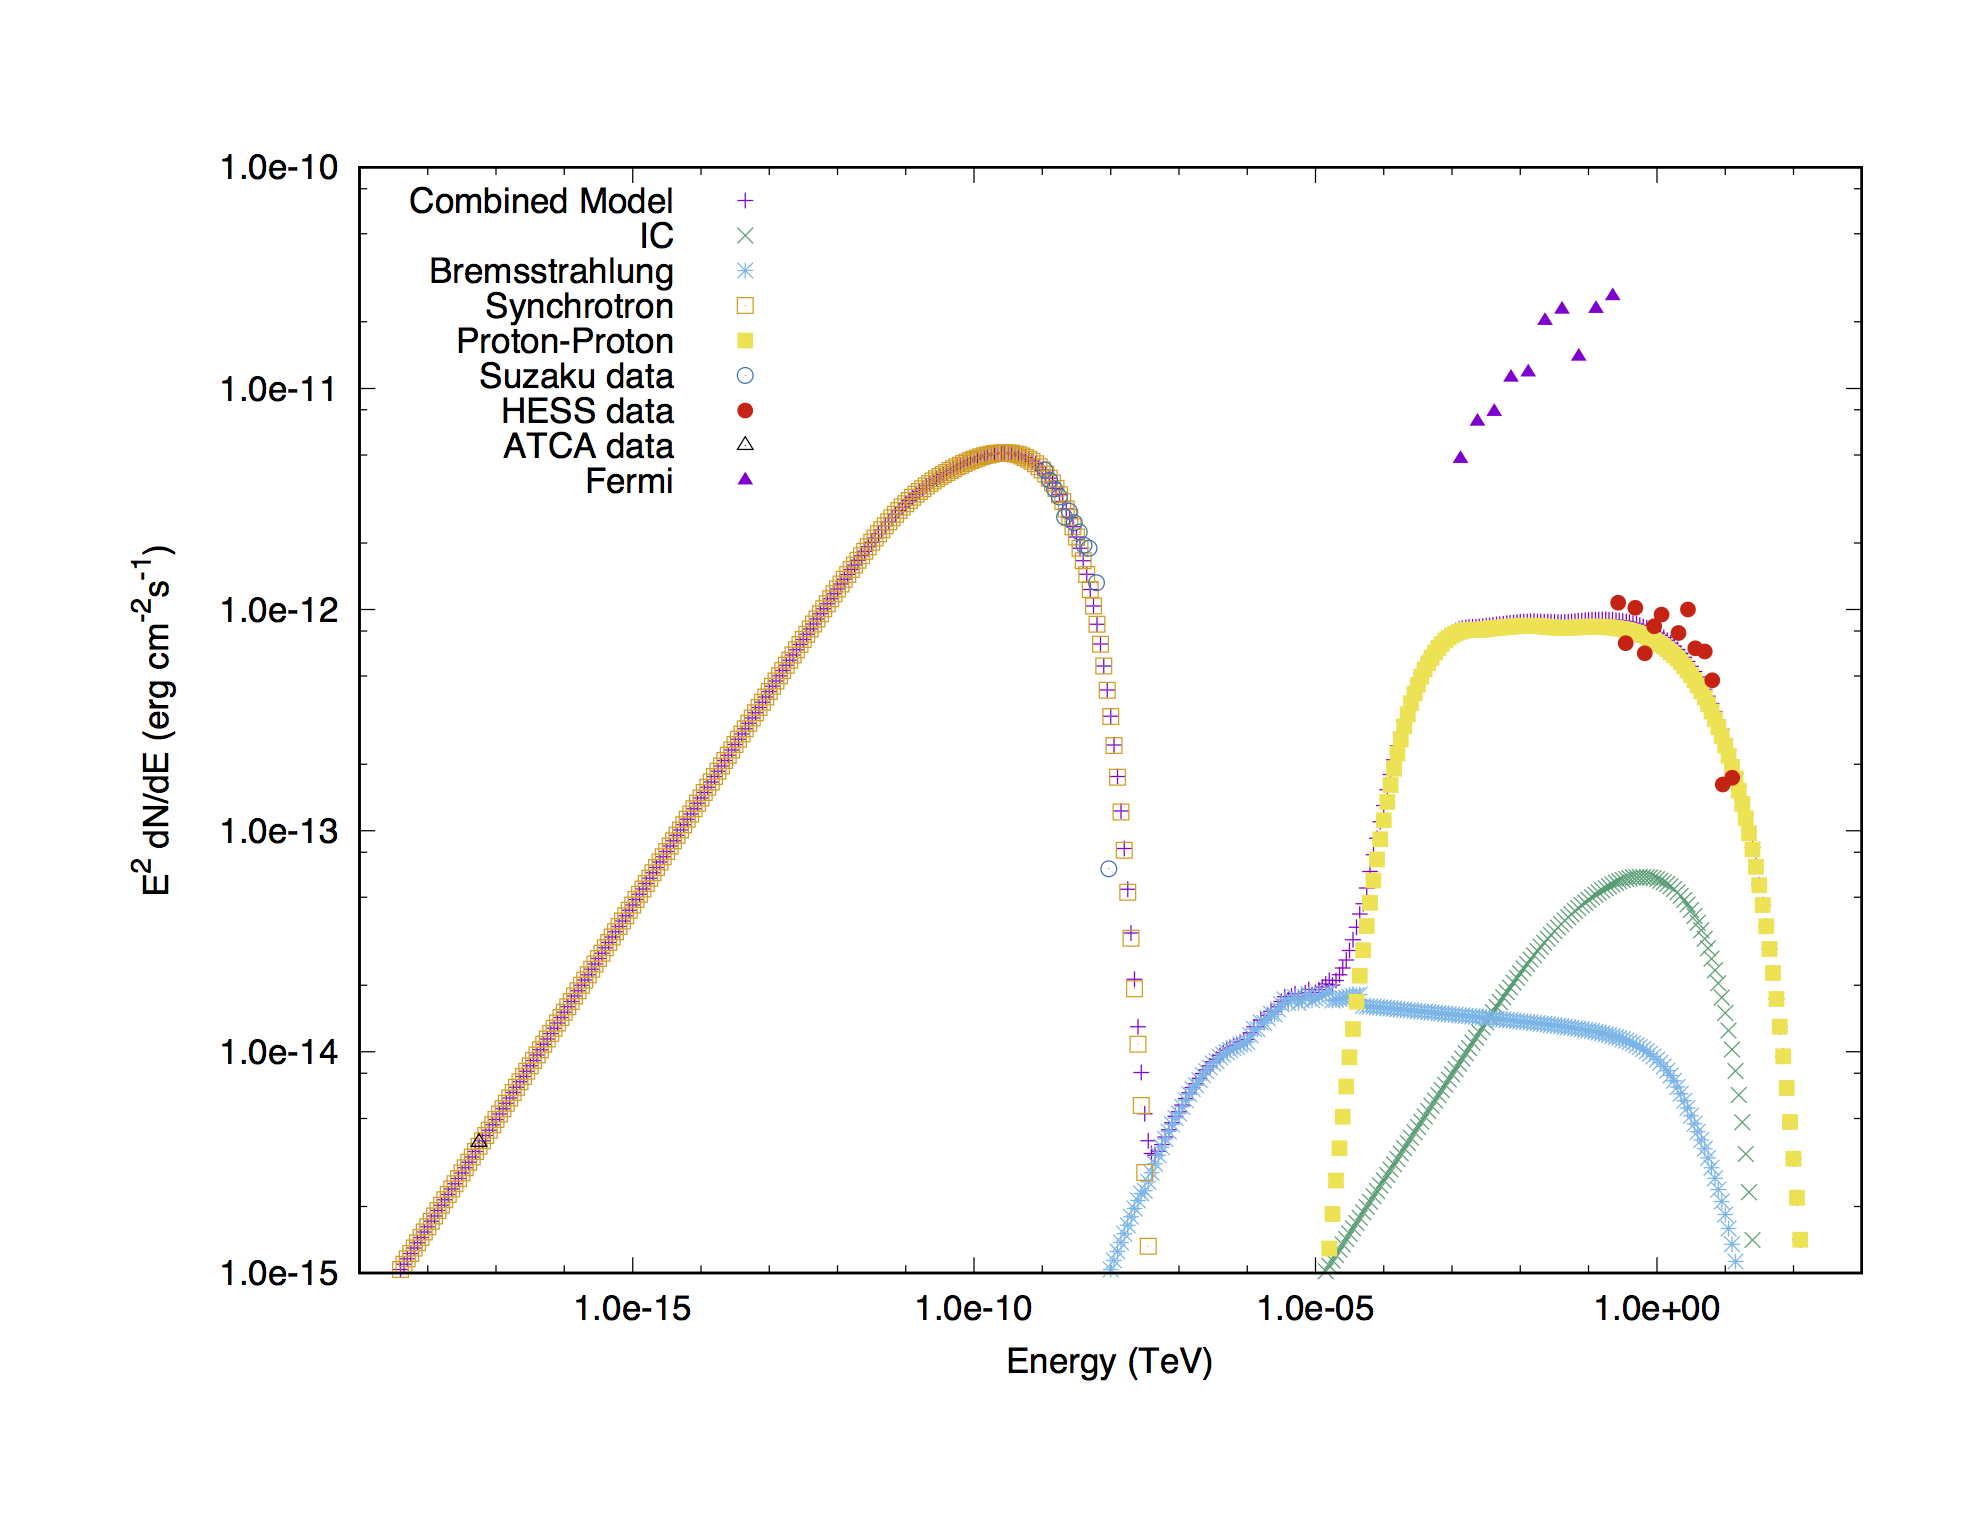 1.0e-10
1.0e-11
1.0e-12
1.0e-13
1.0e-14
1.0e-15
E² dN/dE (erg cm⁻²s⁻¹)
Combined Model
IC
Bremsstrahlung
Synchrotron
Proton-Proton
Suzaku data
HESS data
ATCA data
Fermi
1.0e-15 1.0e-10 1.0e-05 1.0e+00
Energy (TeV)